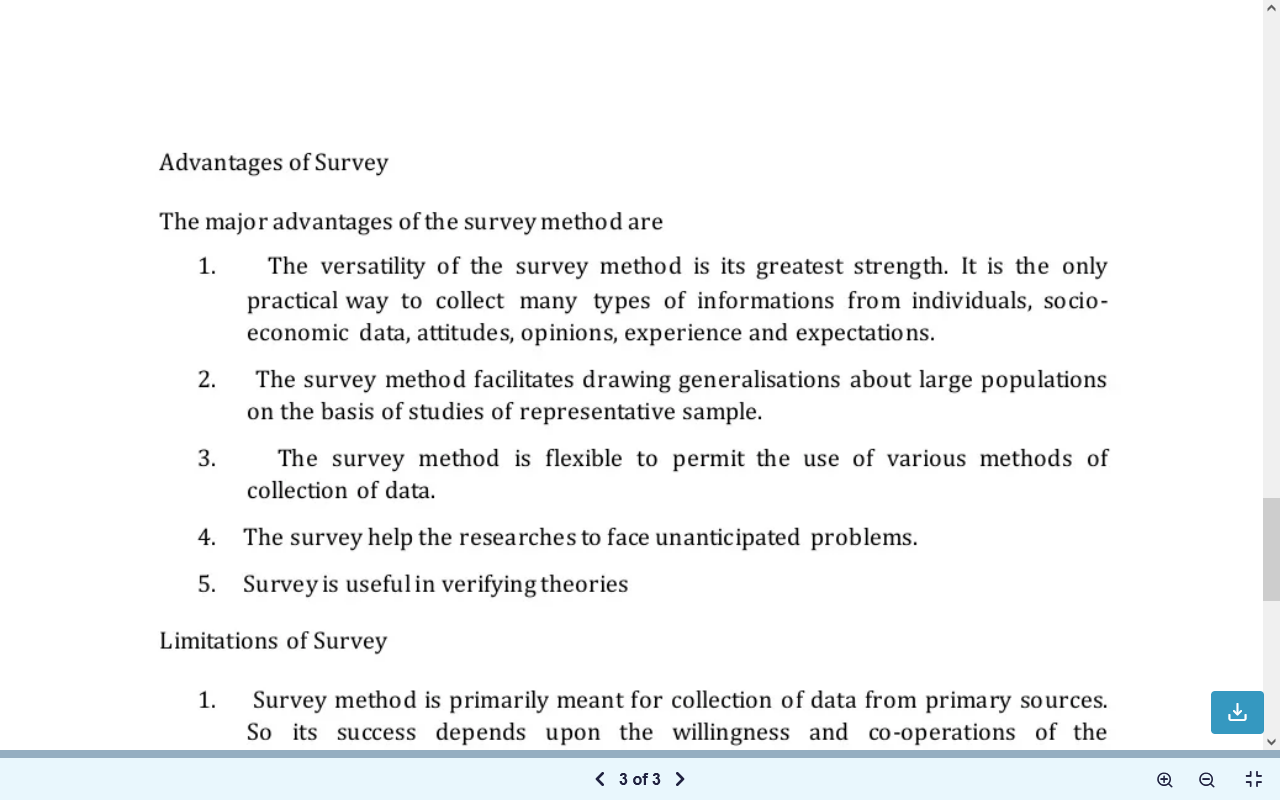 Advantages of Survey
The major advantages of the survey method are
1. The versatility of the survey method is its greatest strength. It is the only
practical way to collect many types of informations from individuals, socio-
economic data, attitudes, opinions, experience and expectations.
2. The survey method facilitates drawing generalisations about large populations
on the basis of studies of representative sample.
3. The survey method is flexible to permit the use of various methods of
collection of data.
4. The survey help the researches to face unanticipated problems.
5. Survey is useful in verifying theories
Limitations of Survey
1. Survey method is primarily meant for collection of data from primary sources.
So its success depends upon the willingness and co-operations of the
3 of 3